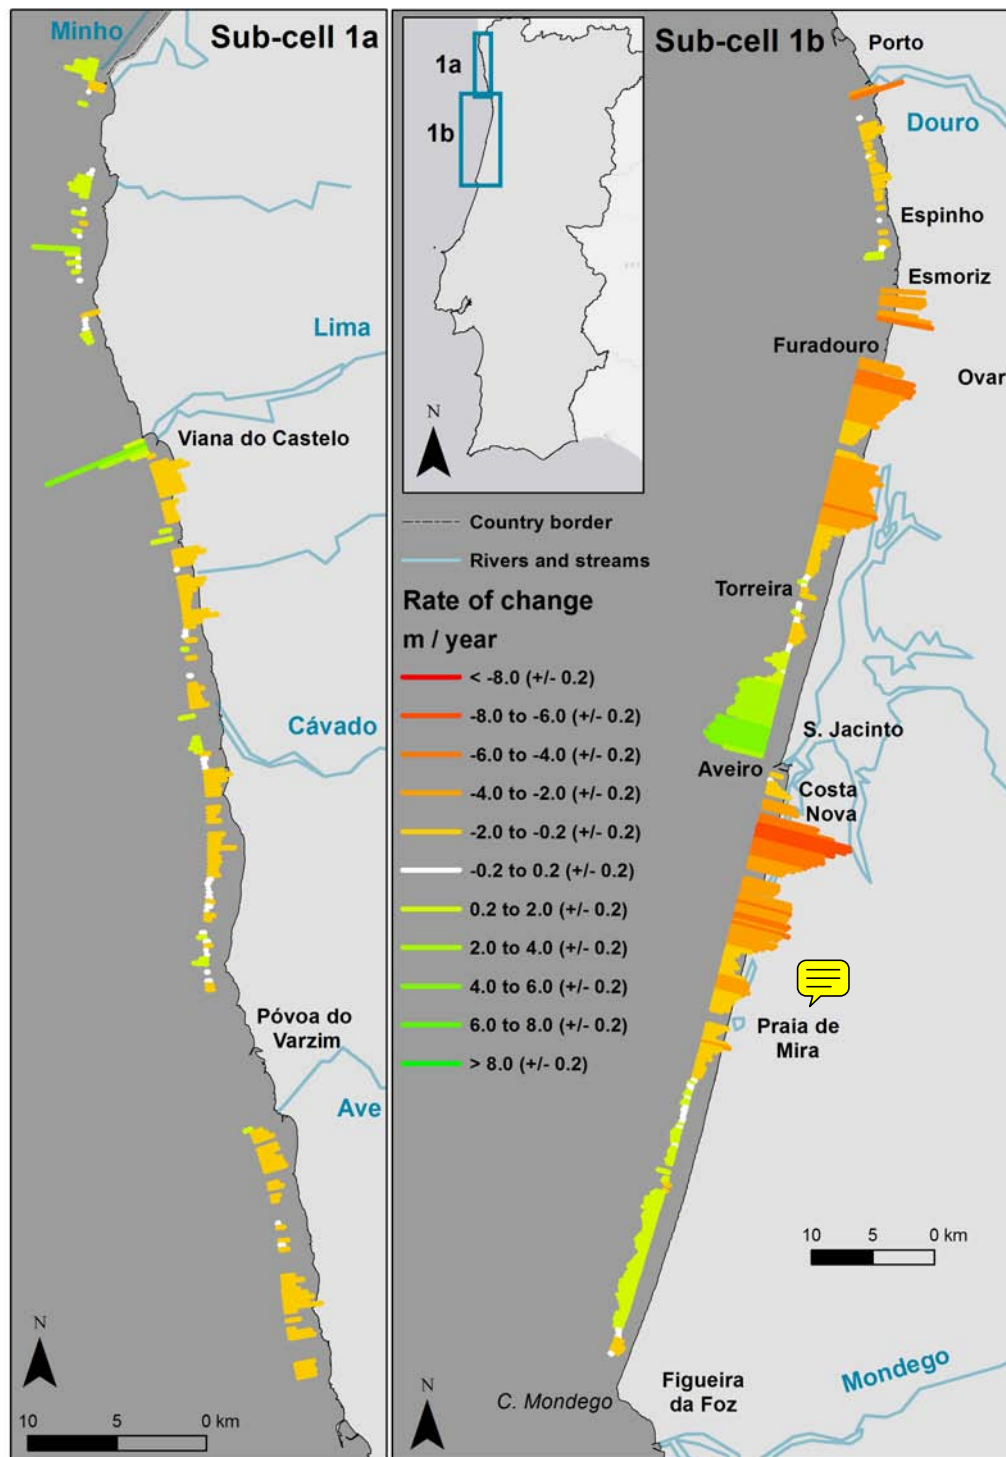 Minho
Sub-cell 1a
Lima
Viana do Castelo
Cávado
Póvoa do
Varzim
Ave
N
10 5 0 km
1a
1b
N
Country border
Rivers and streams
Rate of change
m / year
< -8.0 (+/- 0.2)
-8.0 to -6.0 (+/- 0.2)
-6.0 to -4.0 (+/- 0.2)
-4.0 to -2.0 (+/- 0.2)
-2.0 to -0.2 (+/- 0.2)
-0.2 to 0.2 (+/- 0.2)
0.2 to 2.0 (+/- 0.2)
2.0 to 4.0 (+/- 0.2)
4.0 to 6.0 (+/- 0.2)
6.0 to 8.0 (+/- 0.2)
> 8.0 (+/- 0.2)
Sub-cell 1b
Porto
Douro
Espinho
Esmoriz
Furadouro
Ovar
Torreira
S. Jacinto
Aveiro
Costa
Nova
Praia de
Mira
10 5 0 km
Mondego
Figueira
da Foz
C. Mondego
N